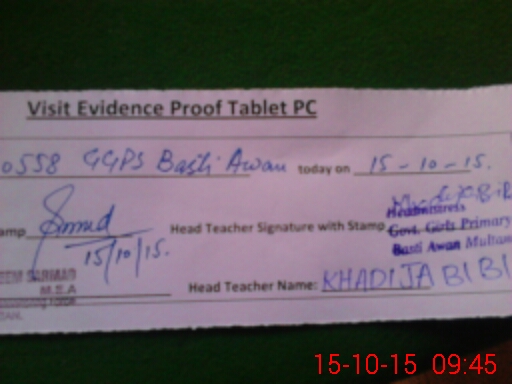 Visit Evidence Proof Tablet PC
0558 GGPS Basti Awan today on 15-10-15.
amp Head Teacher Signature with Stamp
15/10/15.
Headmistress
Govt. Girls Primary
Basti Awan Multan
M.E.A
Head Teacher Name: KHADIJA BIBI
15-10-15 09:45